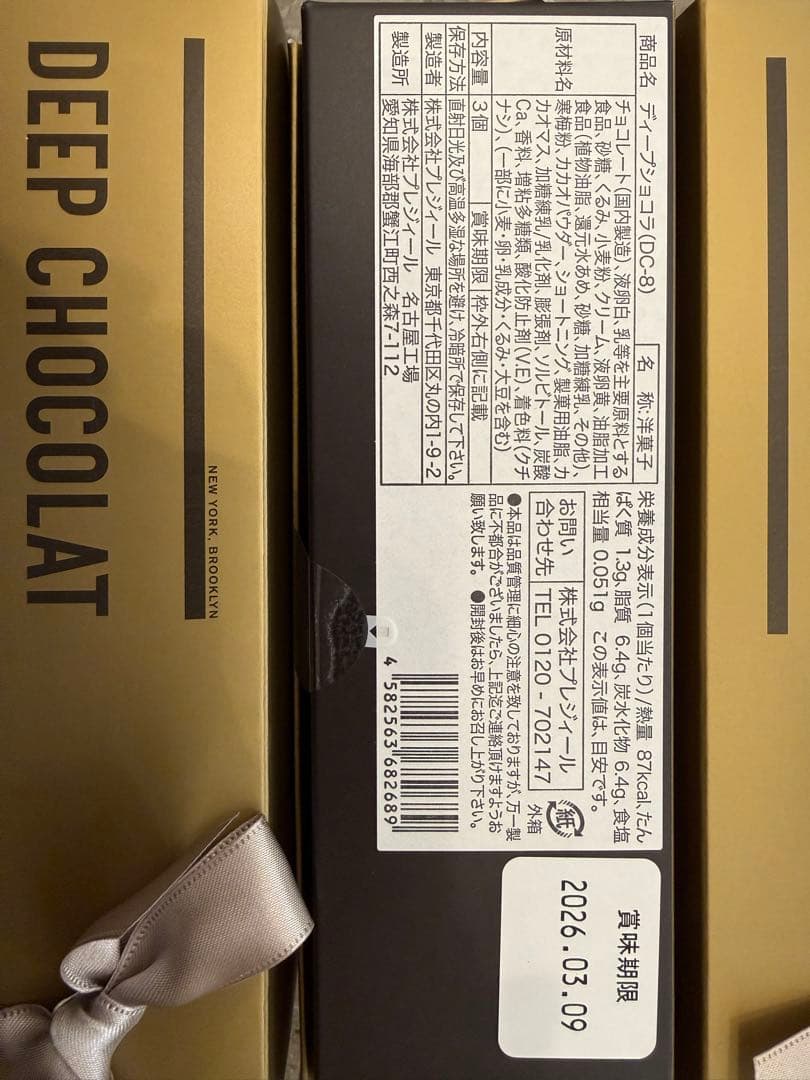 DEEP CHOCOLAT
NEW YORK. BROOKLYN
商品名 ディープショコラ(DC-8) 名 称:洋菓子
原材料名 チョコレート(国内製造)、液卵白、乳等を主要原料とする
食品、砂糖、くるみ、小麦粉、クリーム、液卵黄、油脂加工
食品(植物油脂、還元水あめ、砂糖、加糖練乳、その他)、
寒梅粉、カカオパウダー、ショートニング、製菓用油脂、カ
カオマス、加糖練乳/乳化剤、膨張剤、ソルビトール、炭酸
Ca、香料、増粘多糖類、酸化防止剤(V.E)、着色料(クチ
ナシ)、(一部に小麦・卵・乳成分・くるみ・大豆を含む)
内容量 3個 賞味期限 枠外右側に記載
保存方法 直射日光及び高温多湿な場所を避け、冷暗所で保存して下さい。
製造者 株式会社プレジィール 東京都千代田区丸の内1-9-2
製造所 株式会社プレジィール 名古屋工場
愛知県海部郡蟹江町西之森7-112
栄養成分表示(1個当たり)/熱量 87kcal、たん
ぱく質 1.3g、脂質 6.4g、炭水化物 6.4g、食塩
相当量 0.051g この表示値は、目安です。
お問い
合わせ先
株式会社プレジィール
TEL 0120-702147
紙
外箱
●本品は品質管理に細心の注意を致しておりますが、万一製
品に不都合がございましたら、上記迄ご連絡頂けますようお
願い致します。 ●開封後はお早めにお召し上がり下さい。
4 582563 682689
賞味期限
2026.03.09